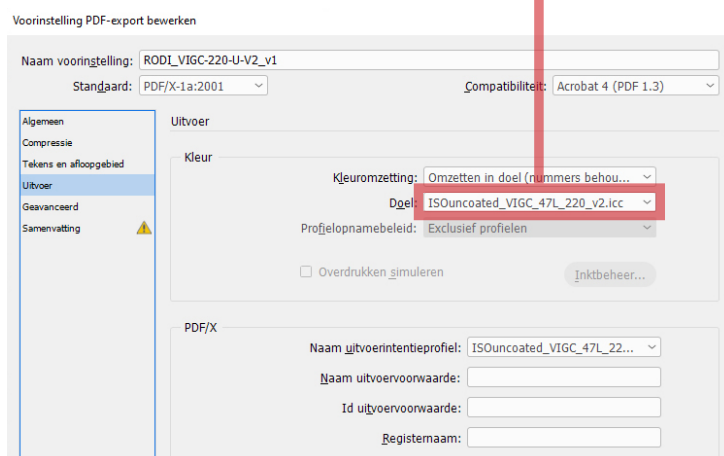 Voorinstelling PDF-export bewerken
Naam voorinstelling: RODI_VIGC-220-U-V2_v1
Standaard: PDF/X-1a:2001 Compatibiliteit: Acrobat 4 (PDF 1.3)
Algemeen
Compressie
Tekens en afloopgebied
Uitvoer
Geavanceerd
Samenvatting
Uitvoer
Kleur
Kleuromzetting: Omzetten in doel (nummers behou...
Doel: ISOuncoated_VIGC_47L_220_v2.icc
Profielopnamebeleid: Exclusief profielen
Overdrukken simuleren Inktbeheer...
PDF/X
Naam uitvoerintentieprofiel: ISOuncoated_VIGC_47L_22...
Naam uitvoervoorwaarde:
Id uitvoervoorwaarde:
Registernaam: